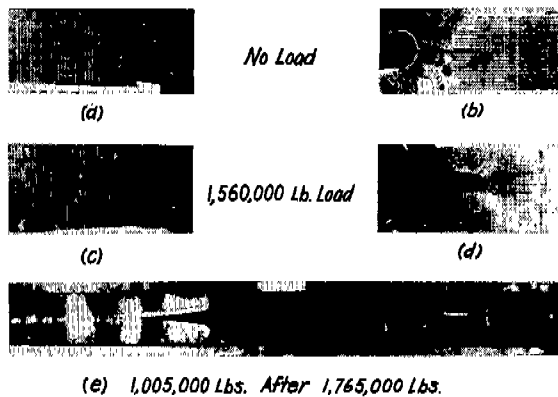 No Load
(a)
(b)
1,560,000 Lb. Load
(c)
(d)
(e) 1,005,000 Lbs. After 1,765,000 Lbs.